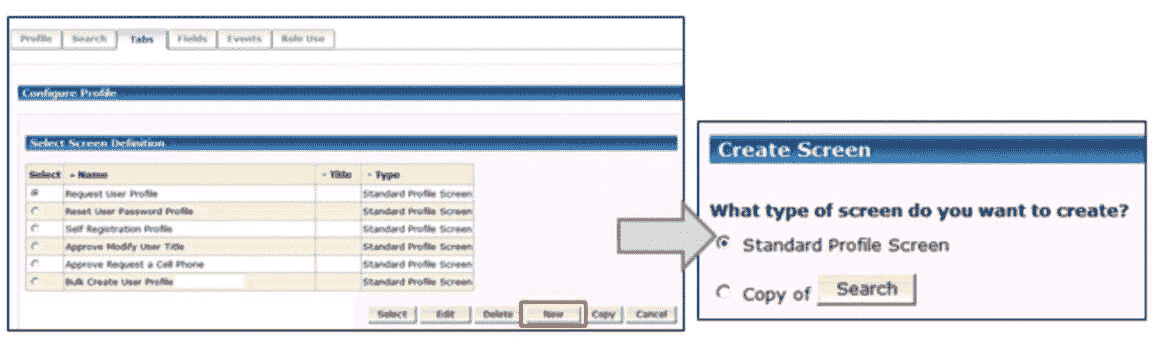 Profile Search Tabs Fields Events Role Use
Configure Profile
Select Screen Definition
Select Name Title Type
Request User Profile Standard Profile Screen
Reset User Password Profile Standard Profile Screen
Self Registration Profile Standard Profile Screen
Approve Modify User Title Standard Profile Screen
Approve Request a Cell Phone Standard Profile Screen
Bulk Create User Profile Standard Profile Screen
Select Edit Delete New Copy Cancel
Create Screen
What type of screen do you want to create?
Standard Profile Screen
Copy of Search